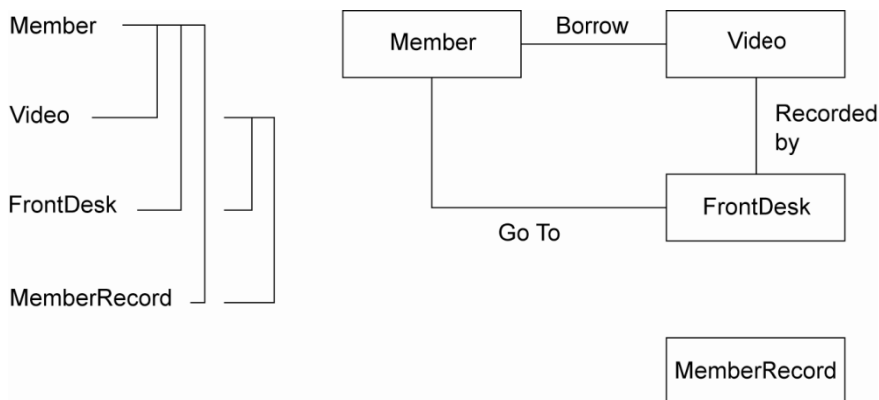 Member
Video
FrontDesk
MemberRecord
Member
Borrow
Video
Recorded
by
FrontDesk
Go To
MemberRecord